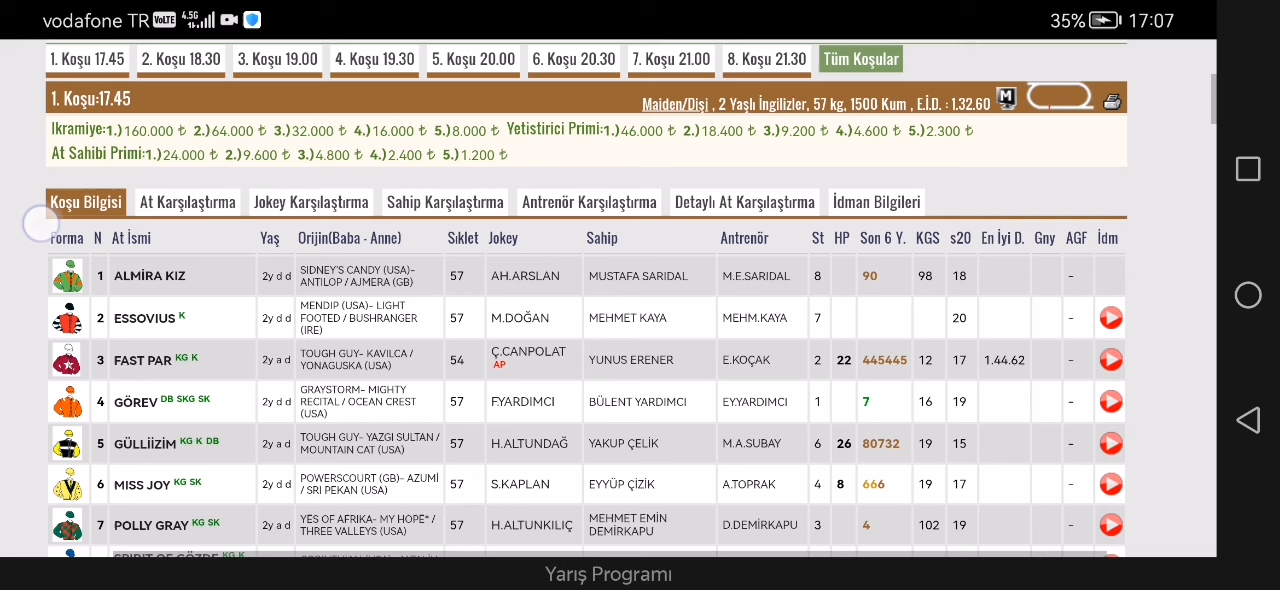 vodafone TR VoLTE 4.5G 35% 17:07
1. Koşu 17.45 2. Koşu 18.30 3. Koşu 19.00 4. Koşu 19.30 5. Koşu 20.00 6. Koşu 20.30 7. Koşu 21.00 8. Koşu 21.30 Tüm Koşular
1. Koşu:17.45 Maiden/Dişi , 2 Yaşlı İngilizler, 57 kg, 1500 Kum , E.İ.D. : 1.32.60 M
Ikramiye:1.)160.000 ₺ 2.)64.000 ₺ 3.)32.000 ₺ 4.)16.000 ₺ 5.)8.000 ₺ Yetistirici Primi:1.)46.000 ₺ 2.)18.400 ₺ 3.)9.200 ₺ 4.)4.600 ₺ 5.)2.300 ₺
At Sahibi Primi:1.)24.000 ₺ 2.)9.600 ₺ 3.)4.800 ₺ 4.)2.400 ₺ 5.)1.200 ₺
Koşu Bilgisi At Karşılaştırma Jokey Karşılaştırma Sahip Karşılaştırma Antrenör Karşılaştırma Detaylı At Karşılaştırma İdman Bilgileri
Forma N At İsmi Yaş Orijin(Baba - Anne) Sıklet Jokey Sahip Antrenör St HP Son 6 Y. KGS s20 En İyi D. Gny AGF İdm
1 ALMİRA KIZ 2y d d SIDNEY'S CANDY (USA)- ANTILOP / AJMERA (GB) 57 AH.ARSLAN MUSTAFA SARIDAL M.E.SARIDAL 8 90 98 18 -
2 ESSOVIUS K 2y d d MENDIP (USA)- LIGHT FOOTED / BUSHRANGER (IRE) 57 M.DOĞAN MEHMET KAYA MEHM.KAYA 7 20 -
3 FAST PAR KG K 2y a d TOUGH GUY- KAVILCA / YONAGUSKA (USA) 54 Ç.CANPOLAT AP YUNUS ERENER E.KOÇAK 2 22 445445 12 17 1.44.62 -
4 GÖREV DB SKG SK 2y d d GRAYSTORM- MIGHTY RECITAL / OCEAN CREST (USA) 57 F.YARDIMCI BÜLENT YARDIMCI EY.YARDIMCI 1 7 16 19 -
5 GÜLLİİZİM KG K DB 2y a d TOUGH GUY- YAZGI SULTAN / MOUNTAIN CAT (USA) 57 H.ALTUNDAĞ YAKUP ÇELİK M.A.SUBAY 6 26 80732 19 15 -
6 MISS JOY KG SK 2y d d POWERSCOURT (GB)- AZUMİ / SRI PEKAN (USA) 57 S.KAPLAN EYYÜP ÇİZİK A.TOPRAK 4 8 666 19 17 -
7 POLLY GRAY KG SK 2y a d YES OF AFRIKA- MY HOPE* / THREE VALLEYS (USA) 57 H.ALTUNKILIÇ MEHMET EMİN DEMİRKAPU D.DEMİRKAPU 3 4 102 19 -
SPIRIT OF GÖZDE KG K
Yarış Programı